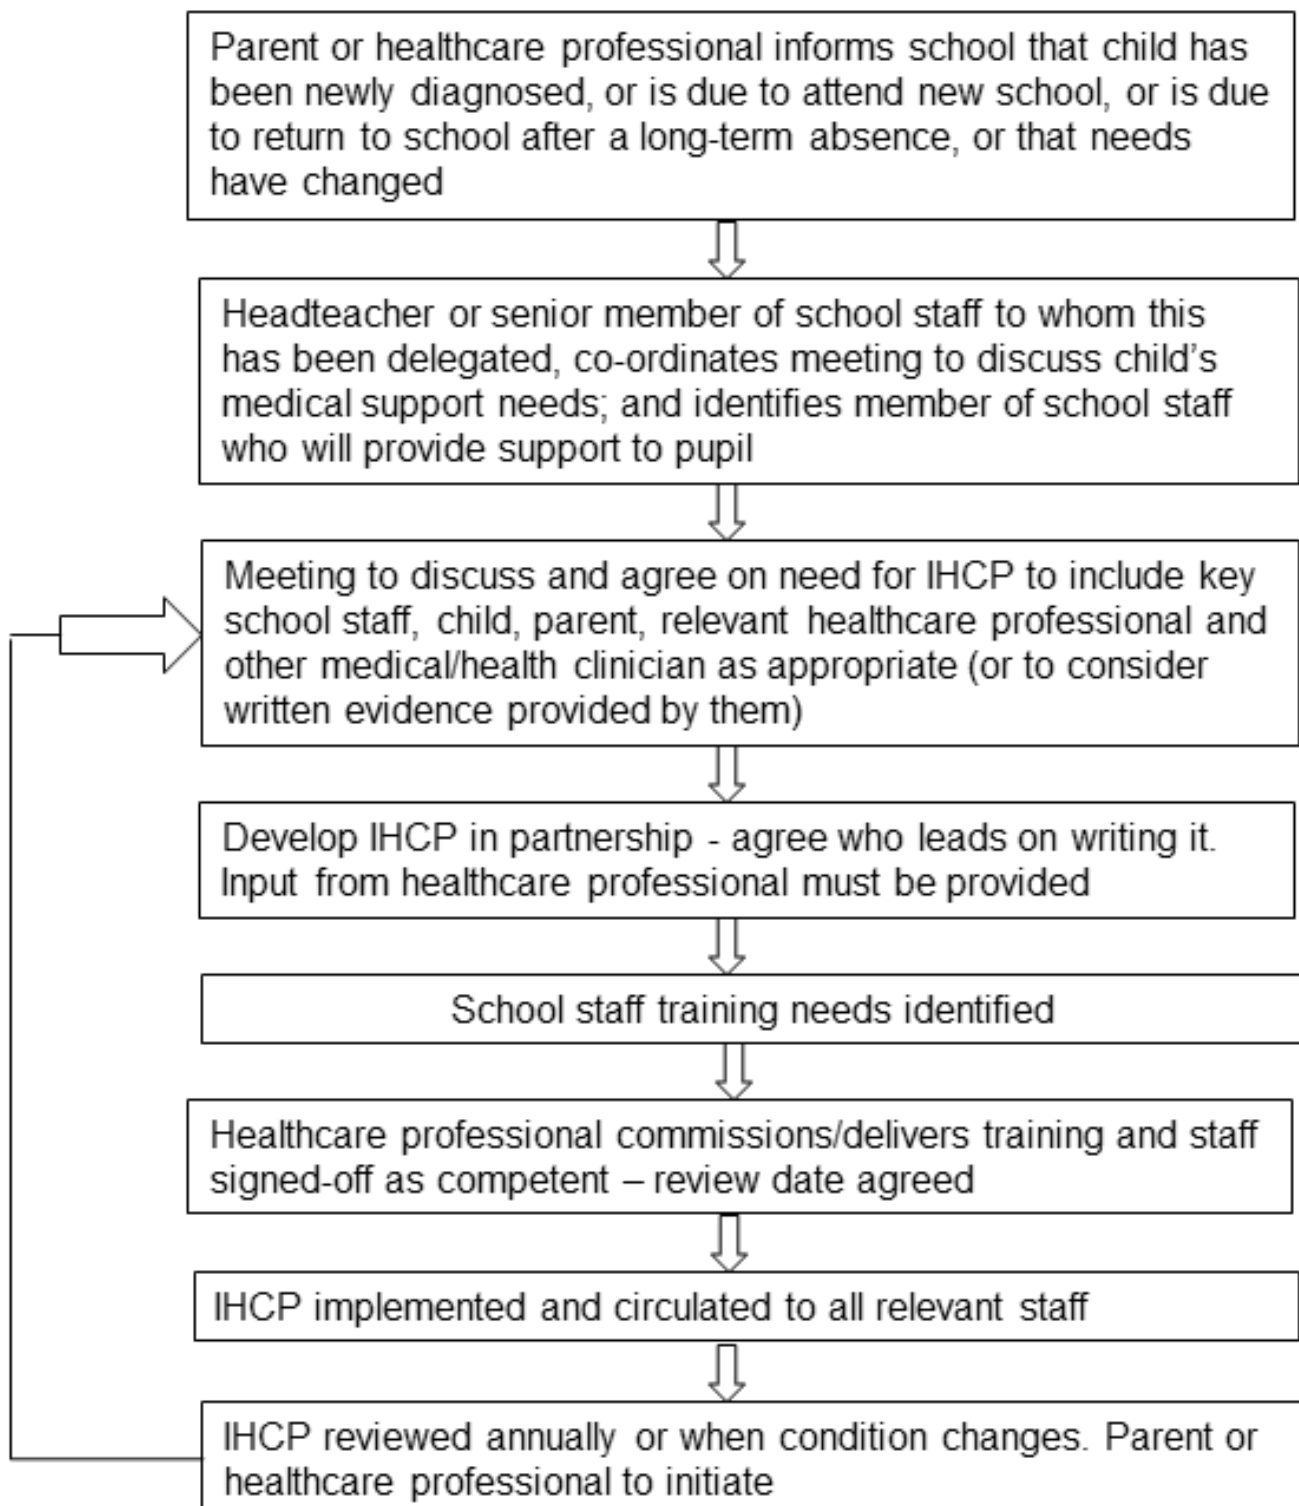 Parent or healthcare professional informs school that child has
been newly diagnosed, or is due to attend new school, or is due
to return to school after a long-term absence, or that needs
have changed
Headteacher or senior member of school staff to whom this
has been delegated, co-ordinates meeting to discuss child's
medical support needs; and identifies member of school staff
who will provide support to pupil
Meeting to discuss and agree on need for IHCP to include key
school staff, child, parent, relevant healthcare professional and
other medical/health clinician as appropriate (or to consider
written evidence provided by them)
Develop IHCP in partnership - agree who leads on writing it.
Input from healthcare professional must be provided
School staff training needs identified
Healthcare professional commissions/delivers training and staff
signed-off as competent – review date agreed
IHCP implemented and circulated to all relevant staff
IHCP reviewed annually or when condition changes. Parent or
healthcare professional to initiate